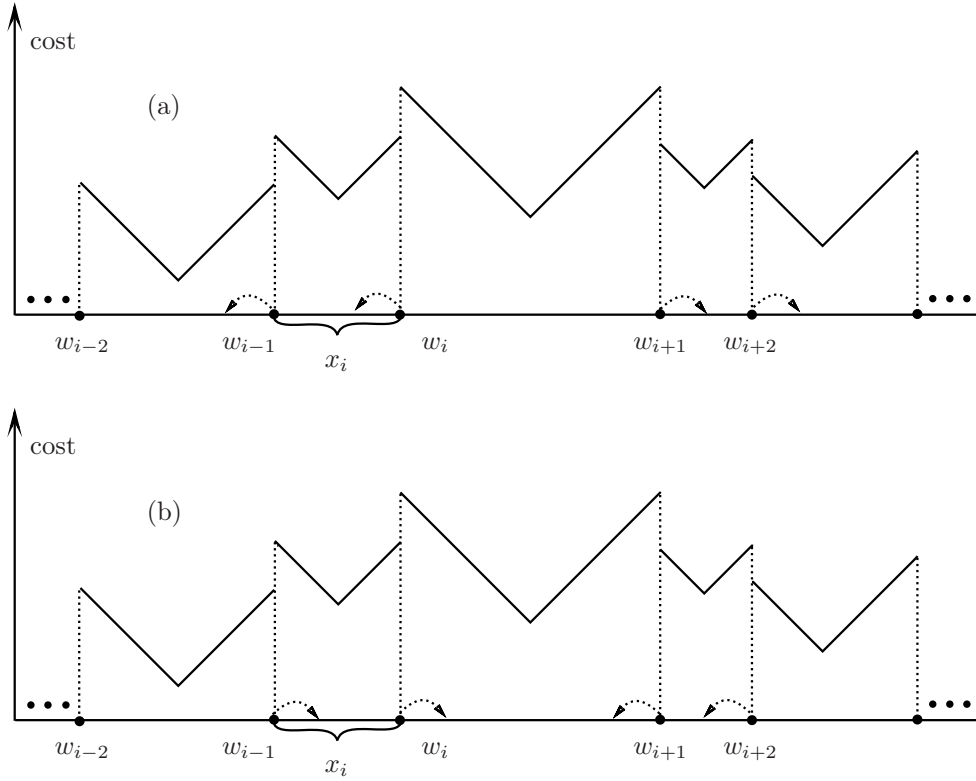 cost
(a)
w_{i−2} w_{i−1} w_i w_{i+1} w_{i+2}
x_i
cost
(b)
w_{i−2} w_{i−1} w_i w_{i+1} w_{i+2}
x_i